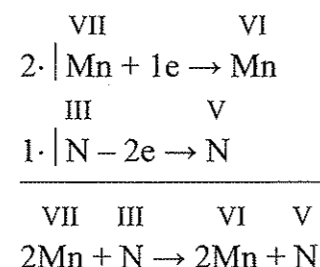 VII VI
2· | Mn + 1e → Mn
III V
1· | N – 2e → N
VII III VI V
2Mn + N → 2Mn + N